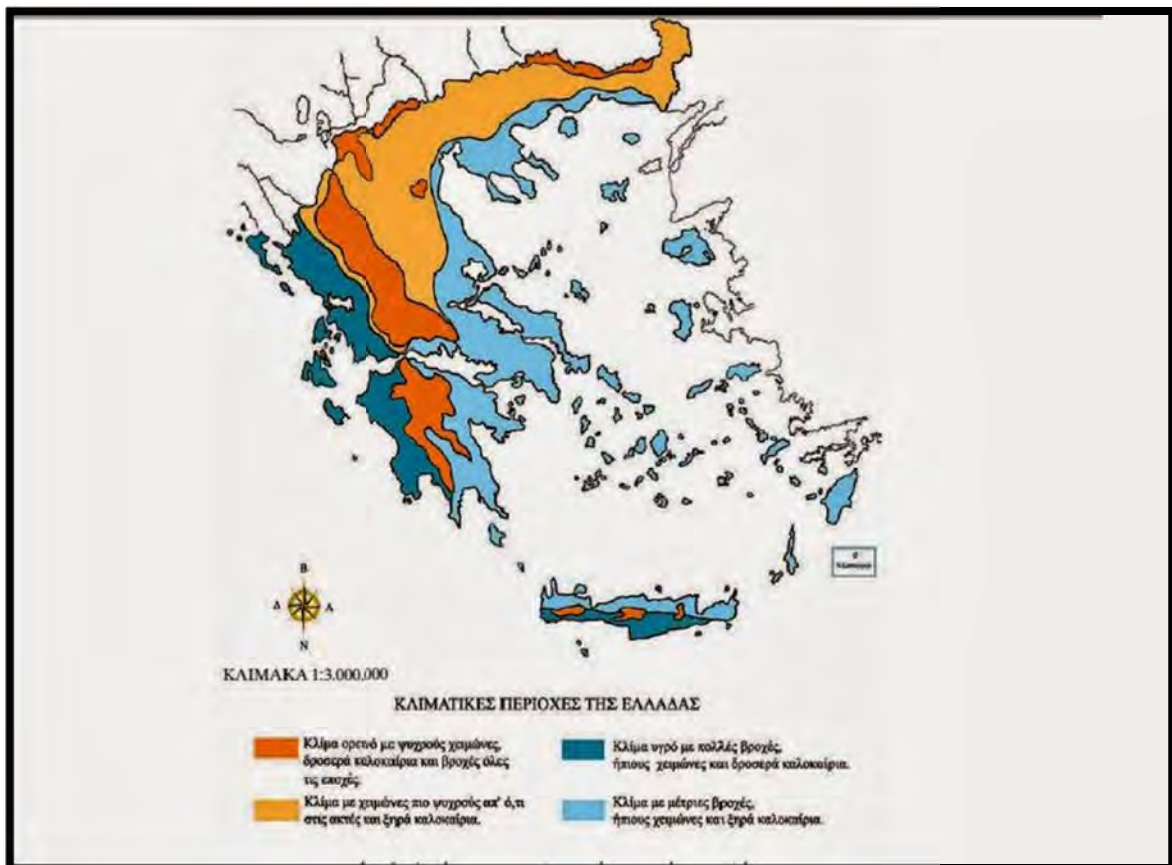 Β
Δ Α
Ν
ΚΛΙΜΑΚΑ 1:3.000.000
ΚΛΙΜΑΤΙΚΕΣ ΠΕΡΙΟΧΕΣ ΤΗΣ ΕΛΛΑΔΑΣ
Κλίμα ορεινό με ψυχρούς χειμώνες,
δροσερά καλοκαίρια και βροχές όλες
τις εποχές.
Κλίμα με χειμώνες πιο ψυχρούς απ' ό,τι
στις ακτές και ξηρά καλοκαίρια.
Κλίμα υγρό με πολλές βροχές,
ήπιους χειμώνες και δροσερά καλοκαίρια.
Κλίμα με μέτριες βροχές,
ήπιους χειμώνες και ξηρά καλοκαίρια.